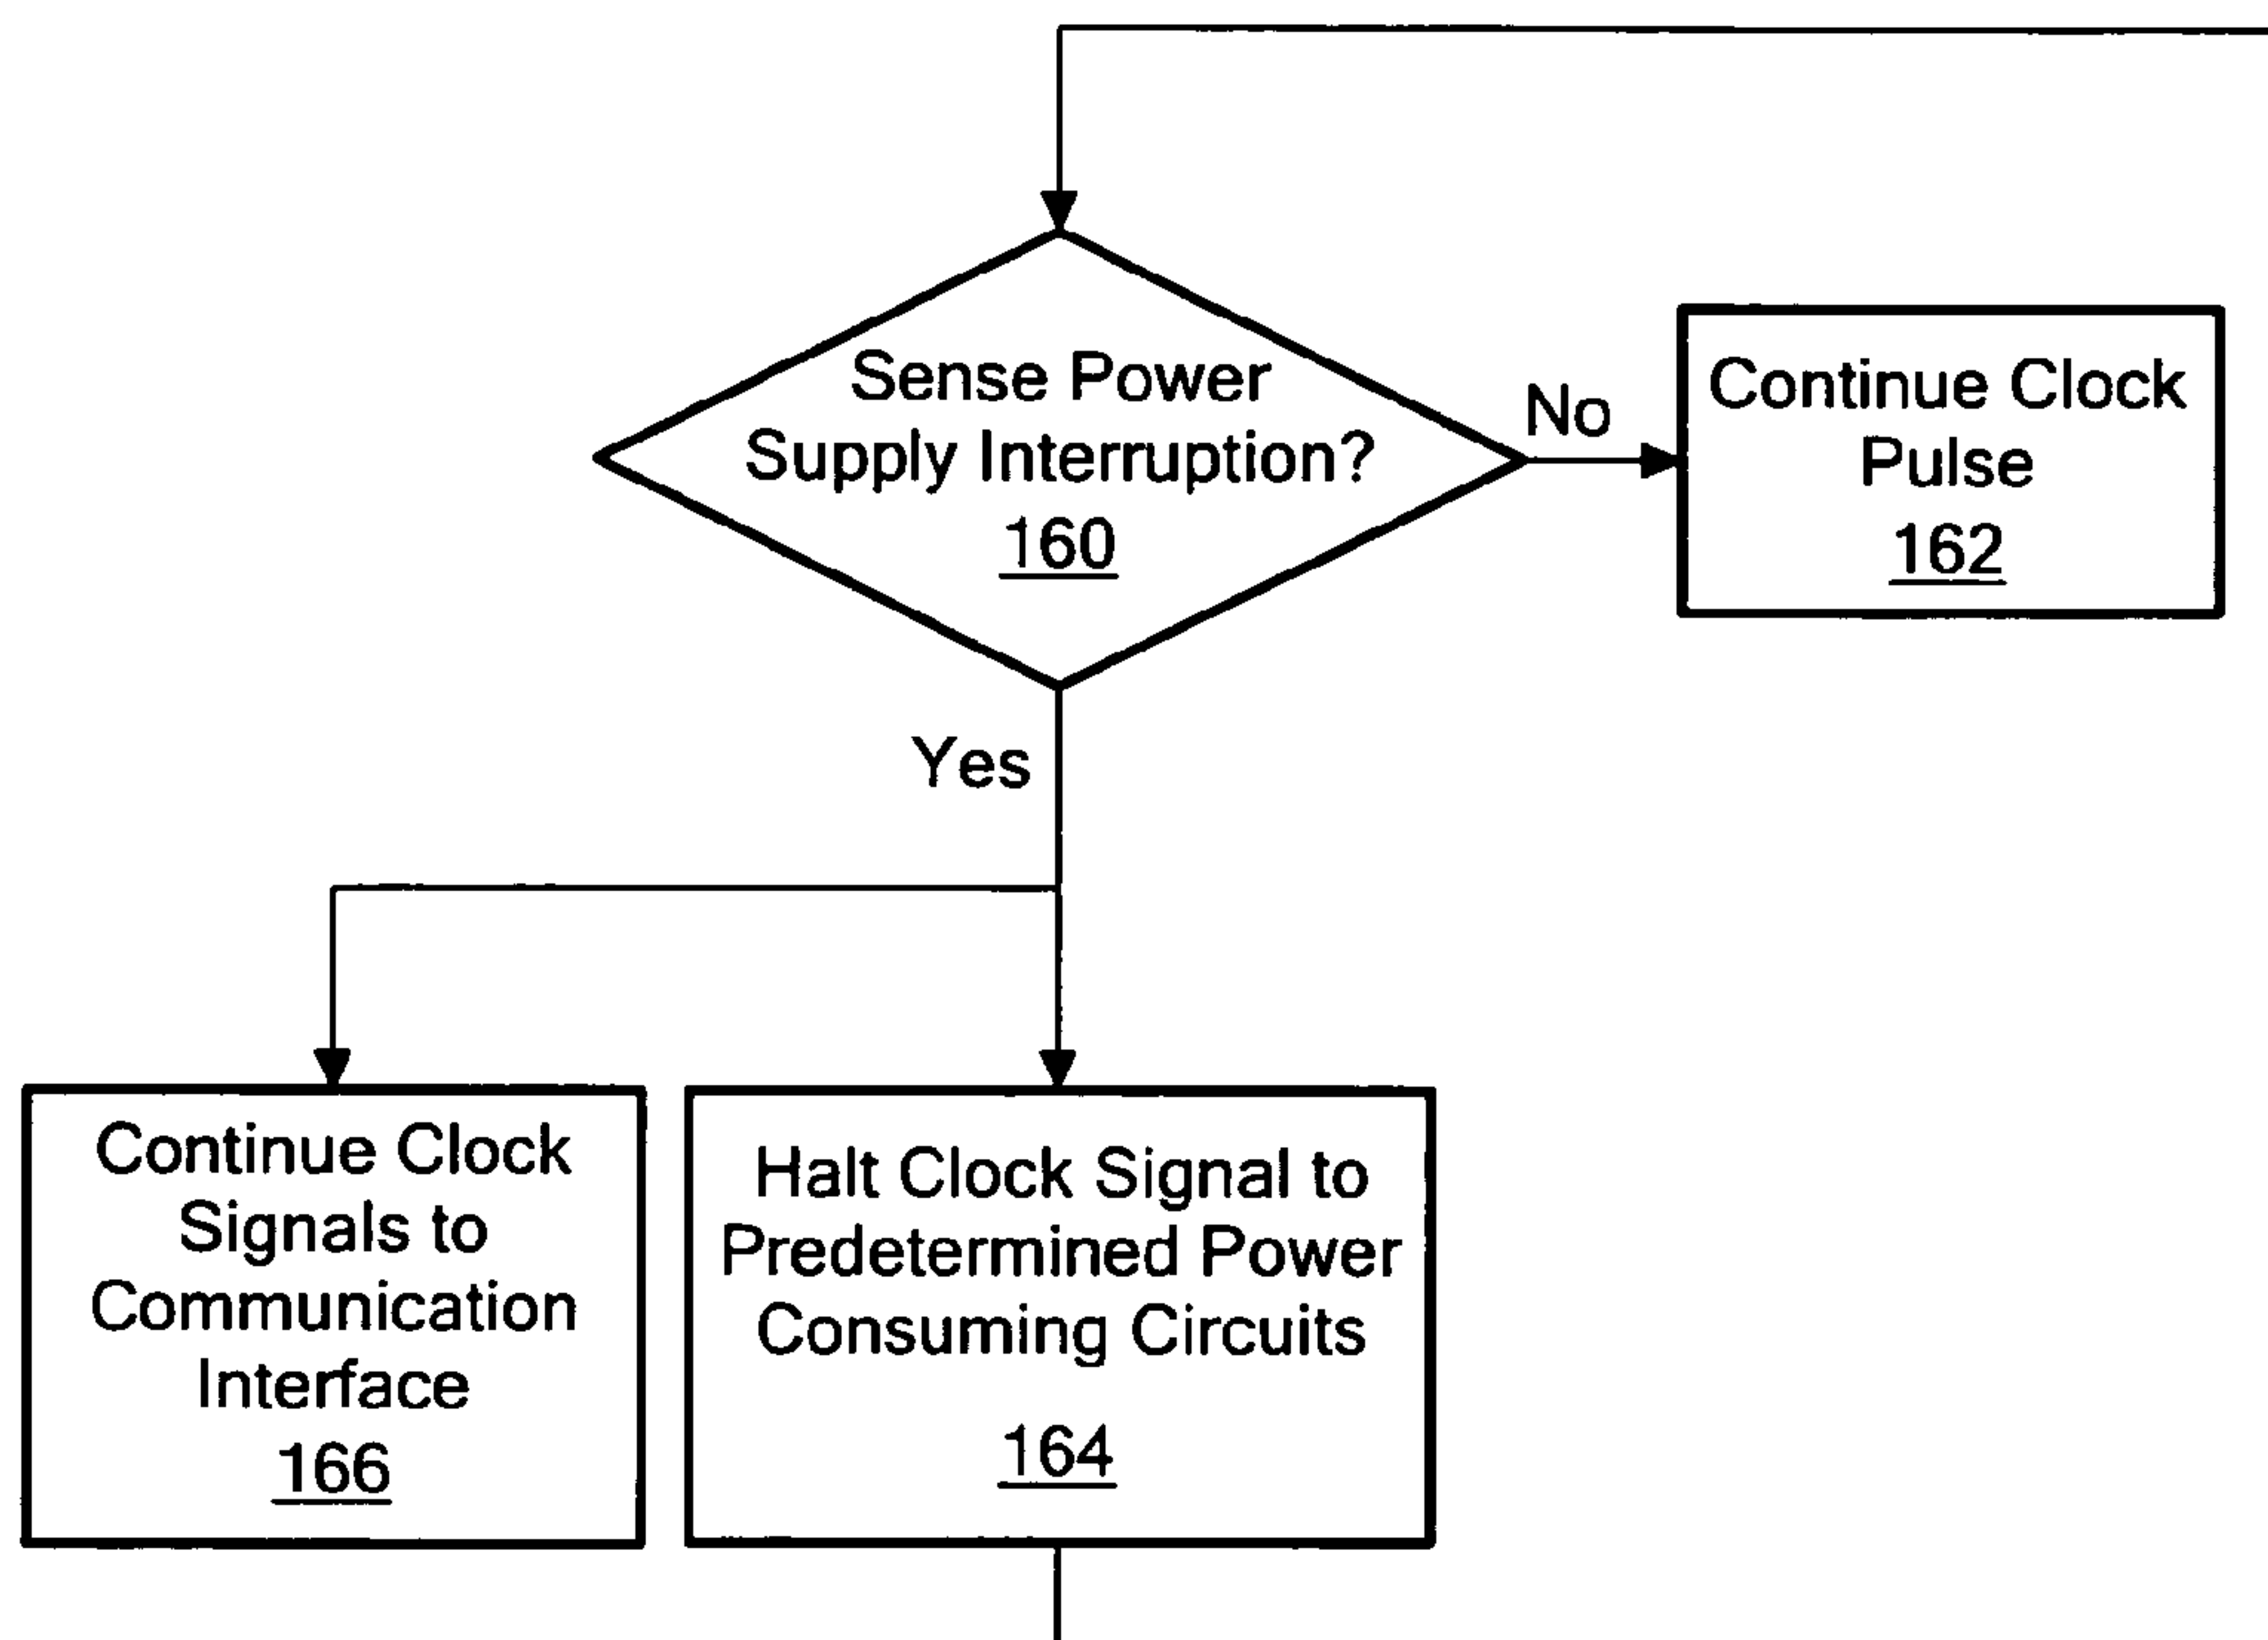 Sense Power
Supply Interruption?
160
No
Continue Clock
Pulse
162
Yes
Continue Clock
Signals to
Communication
Interface
166
Halt Clock Signal to
Predetermined Power
Consuming Circuits
164